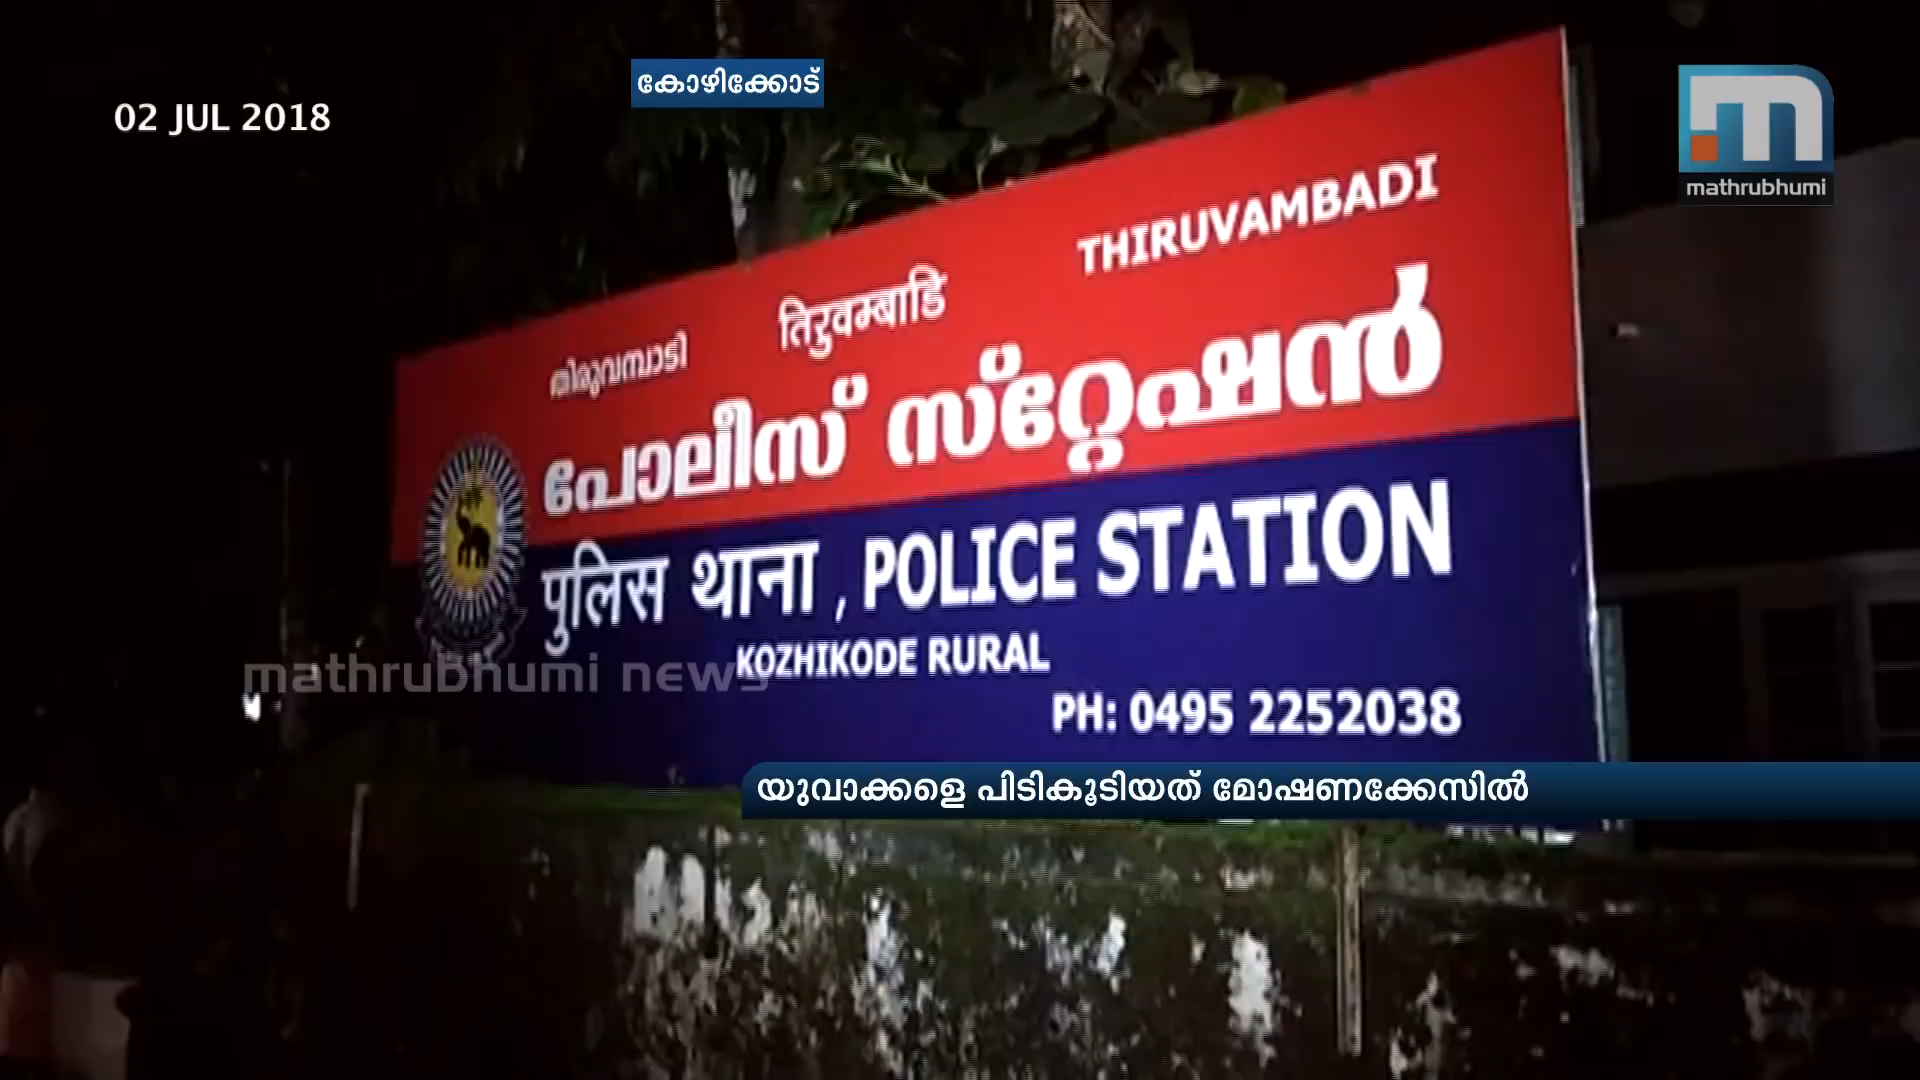 02 JUL 2018
കോഴിക്കോട്
mathrubhumi
തിരുവമ്പാടി
तिरुवम्बाडि
THIRUVAMBADI
പോലീസ് സ്റ്റേഷൻ
पुलिस थाना , POLICE STATION
KOZHIKODE RURAL
mathrubhumi news
PH: 0495 2252038
യുവാക്കളെ പിടികൂടിയത് മോഷണക്കേസിൽ